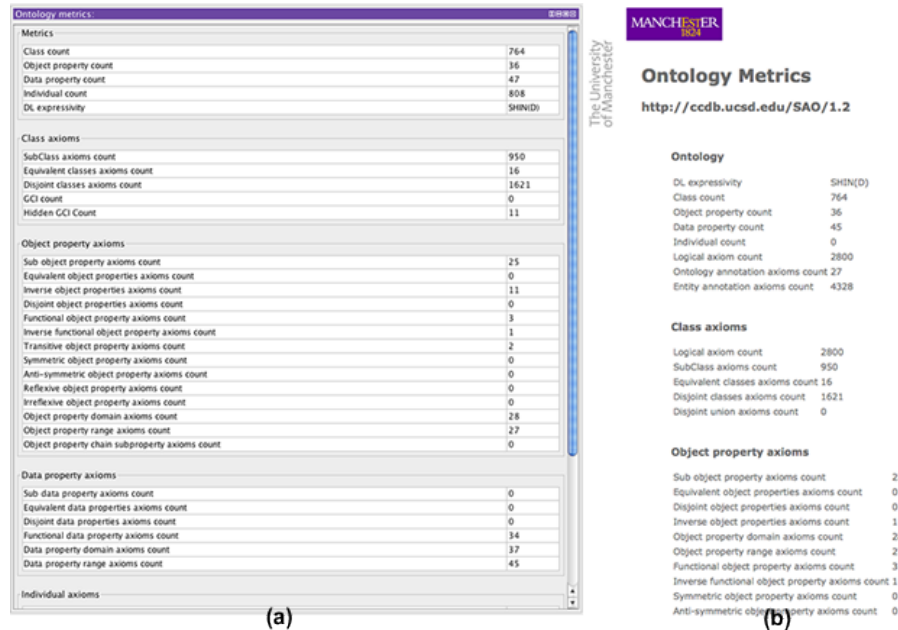 Ontology metrics:
Metrics
Class count 764
Object property count 36
Data property count 47
Individual count 808
DL expressivity SHIN(D)
Class axioms
SubClass axioms count 950
Equivalent classes axioms count 16
Disjoint classes axioms count 1621
GCI count 0
Hidden GCI Count 11
Object property axioms
Sub object property axioms count 25
Equivalent object properties axioms count 0
Inverse object properties axioms count 11
Disjoint object properties axioms count 0
Functional object property axioms count 3
Inverse functional object property axioms count 1
Transitive object property axioms count 2
Symmetric object property axioms count 0
Anti-symmetric object property axioms count 0
Reflexive object property axioms count 0
Irreflexive object property axioms count 0
Object property domain axioms count 28
Object property range axioms count 27
Object property chain subproperty axioms count 0
Data property axioms
Sub data property axioms count 0
Equivalent data properties axioms count 0
Disjoint data properties axioms count 0
Functional data property axioms count 34
Data property domain axioms count 37
Data property range axioms count 45
Individual axioms
(a)
MANCHESTER
1824
The University
of Manchester
Ontology Metrics
http://ccdb.ucsd.edu/SAO/1.2
Ontology
DL expressivity SHIN(D)
Class count 764
Object property count 36
Data property count 45
Individual count 0
Logical axiom count 2800
Ontology annotation axioms count 27
Entity annotation axioms count 4328
Class axioms
Logical axiom count 2800
SubClass axioms count 950
Equivalent classes axioms count 16
Disjoint classes axioms count 1621
Disjoint union axioms count 0
Object property axioms
Sub object property axioms count 2
Equivalent object properties axioms count 0
Disjoint object properties axioms count 0
Inverse object properties axioms count 1
Object property domain axioms count 2
Object property range axioms count 2
Functional object property axioms count 3
Inverse functional object property axioms count 1
Symmetric object property axioms count 0
Anti-symmetric object property axioms count 0
(b)